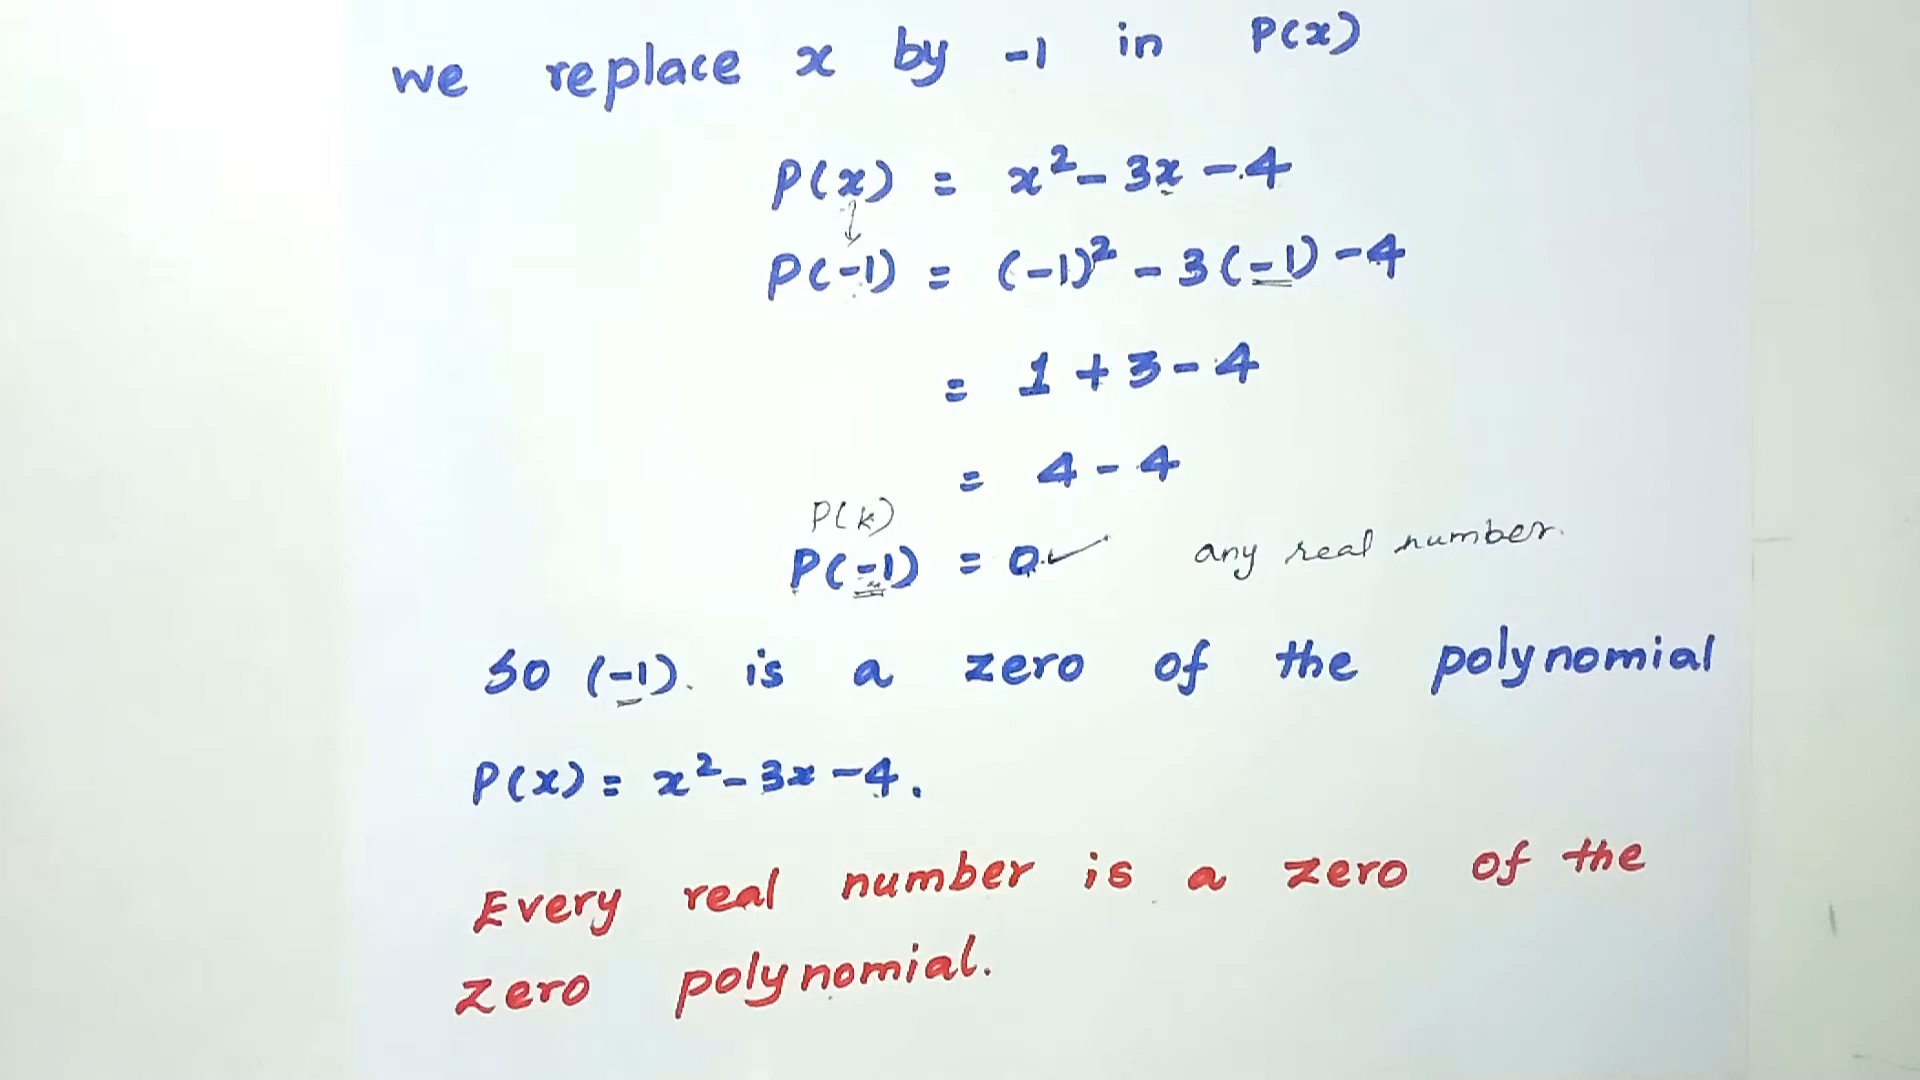 we replace x by -1 in P(x)
P(x) = x² - 3x - 4
P(-1) = (-1)² - 3(-1) - 4
= 1 + 3 - 4
= 4 - 4
P(k)
P(-1) = 0 ✓ any real number.
So (-1). is a zero of the polynomial
P(x) = x² - 3x - 4.
Every real number is a zero of the
zero polynomial.